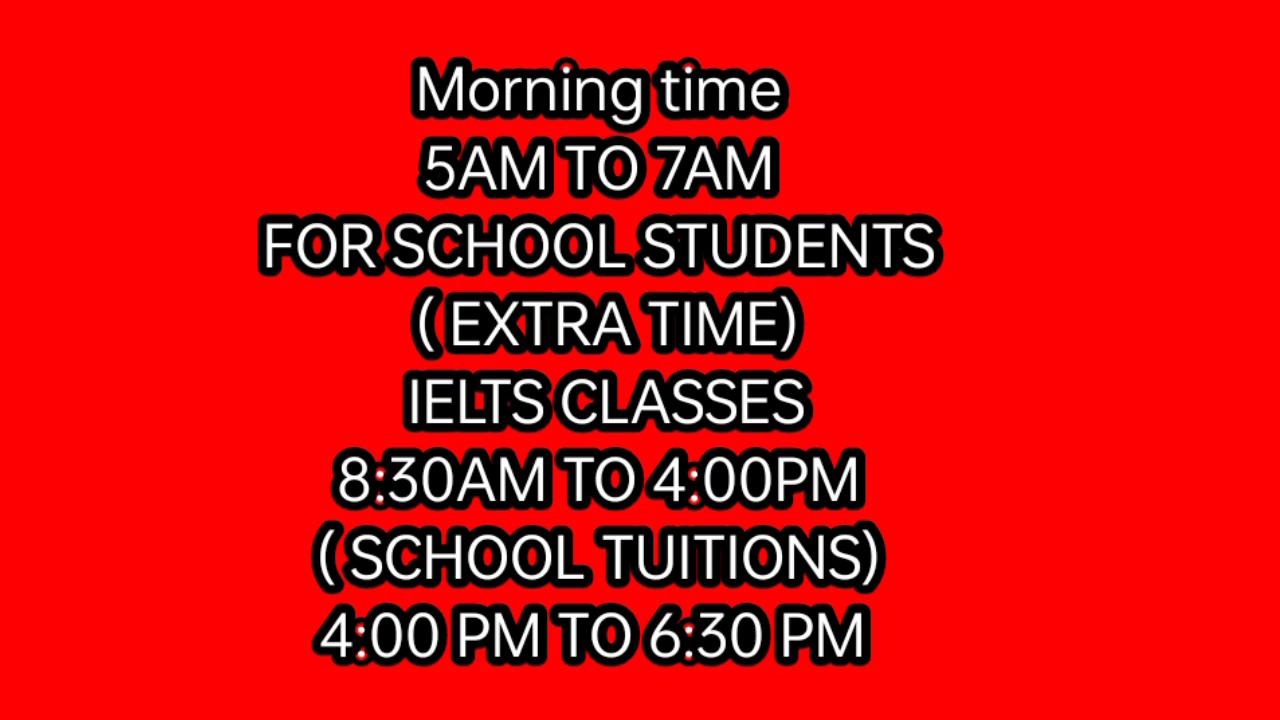 Morning time
5AM TO 7AM
FOR SCHOOL STUDENTS
( EXTRA TIME)
IELTS CLASSES
8:30AM TO 4:00PM
( SCHOOL TUITIONS)
4:00 PM TO 6:30 PM